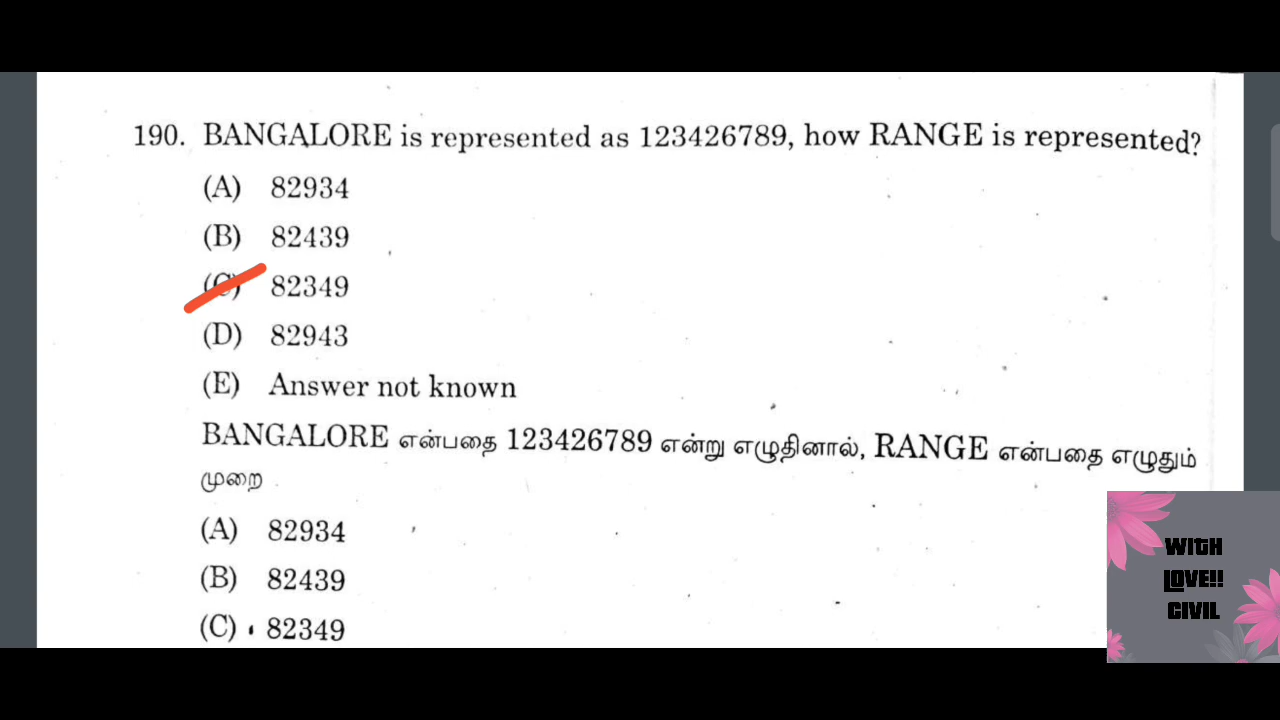 190. BANGALORE is represented as 123426789, how RANGE is represented?
(A) 82934
(B) 82439
(C) 82349
(D) 82943
(E) Answer not known
BANGALORE என்பதை 123426789 என்று எழுதினால், RANGE என்பதை எழுதும்
முறை
(A) 82934
(B) 82439
(C) 82349
WITH
LOVE!!
CIVIL